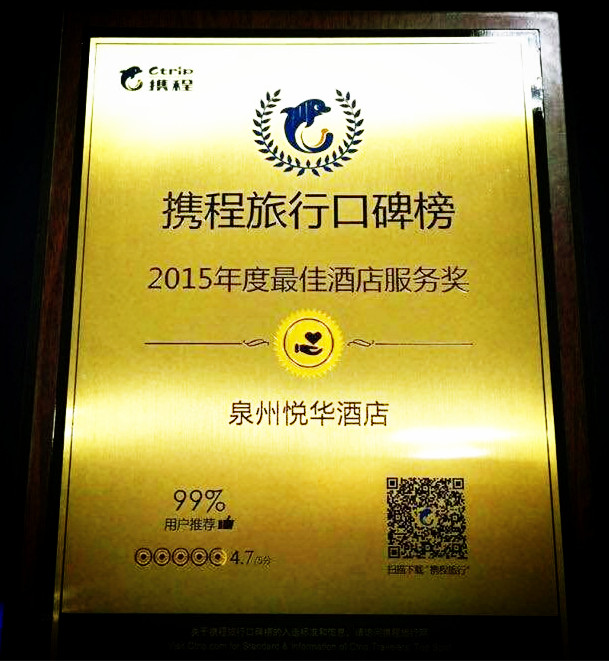 Ctrip
携程
携程旅行口碑榜
2015年度最佳酒店服务奖
泉州悦华酒店
99%
用户推荐
4.7/5分
扫描下载“携程旅行”